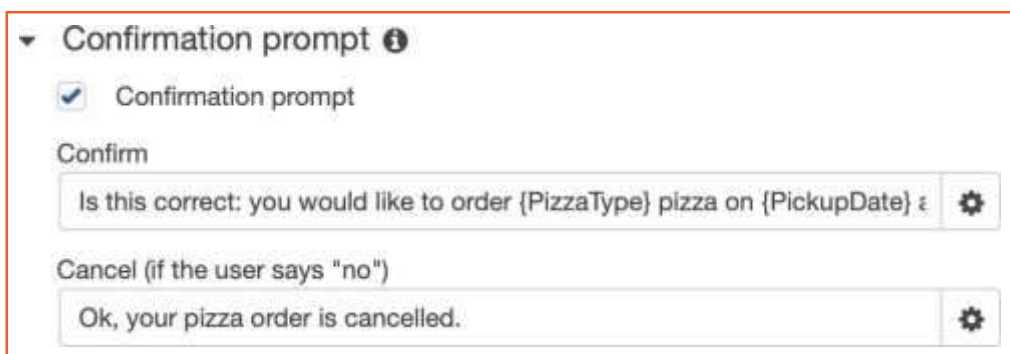 Confirmation prompt
Confirmation prompt
Confirm
Is this correct: you would like to order {PizzaType} pizza on {PickupDate}
Cancel (if the user says "no")
Ok, your pizza order is cancelled.